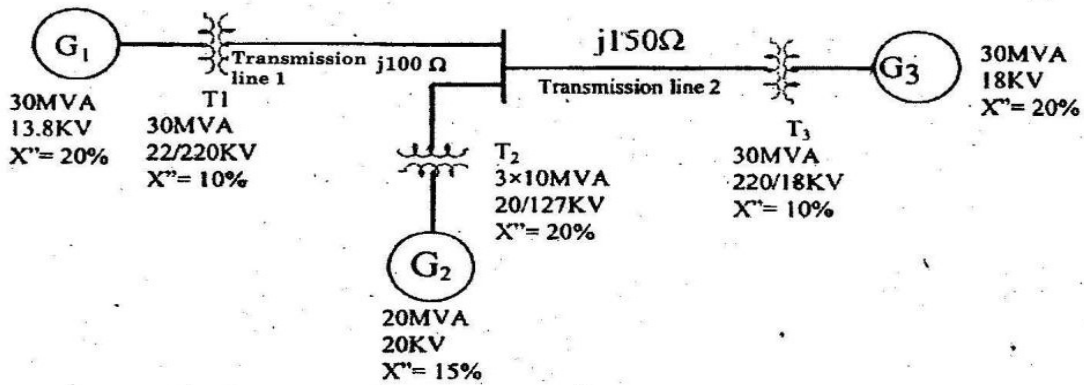 G1
30MVA
13.8KV
X"= 20%
T1
30MVA
22/220KV
X"= 10%
Transmission
line 1
j100 Ω
j150Ω
Transmission line 2
T2
3×10MVA
20/127KV
X"= 20%
G2
20MVA
20KV
X"= 15%
T3
30MVA
220/18KV
X"= 10%
G3
30MVA
18KV
X"= 20%